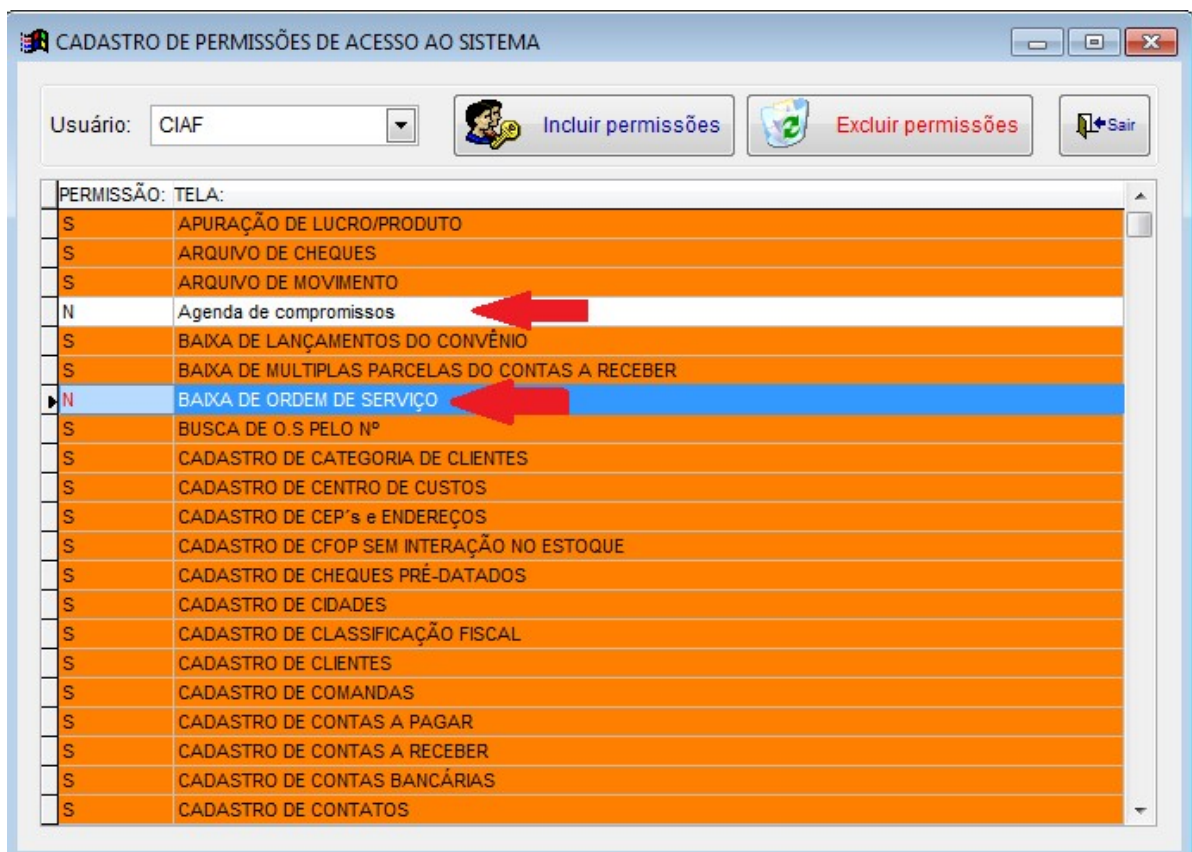 CADASTRO DE PERMISSÕES DE ACESSO AO SISTEMA
Usuário: CIAF Incluir permissões Excluir permissões Sair
PERMISSÃO: TELA:
S APURAÇÃO DE LUCRO/PRODUTO
S ARQUIVO DE CHEQUES
S ARQUIVO DE MOVIMENTO
N Agenda de compromissos
S BAIXA DE LANÇAMENTOS DO CONVÊNIO
S BAIXA DE MULTIPLAS PARCELAS DO CONTAS A RECEBER
N BAIXA DE ORDEM DE SERVIÇO
S BUSCA DE O.S PELO Nº
S CADASTRO DE CATEGORIA DE CLIENTES
S CADASTRO DE CENTRO DE CUSTOS
S CADASTRO DE CEP´s e ENDEREÇOS
S CADASTRO DE CFOP SEM INTERAÇÃO NO ESTOQUE
S CADASTRO DE CHEQUES PRÉ-DATADOS
S CADASTRO DE CIDADES
S CADASTRO DE CLASSIFICAÇÃO FISCAL
S CADASTRO DE CLIENTES
S CADASTRO DE COMANDAS
S CADASTRO DE CONTAS A PAGAR
S CADASTRO DE CONTAS A RECEBER
S CADASTRO DE CONTAS BANCÁRIAS
S CADASTRO DE CONTATOS